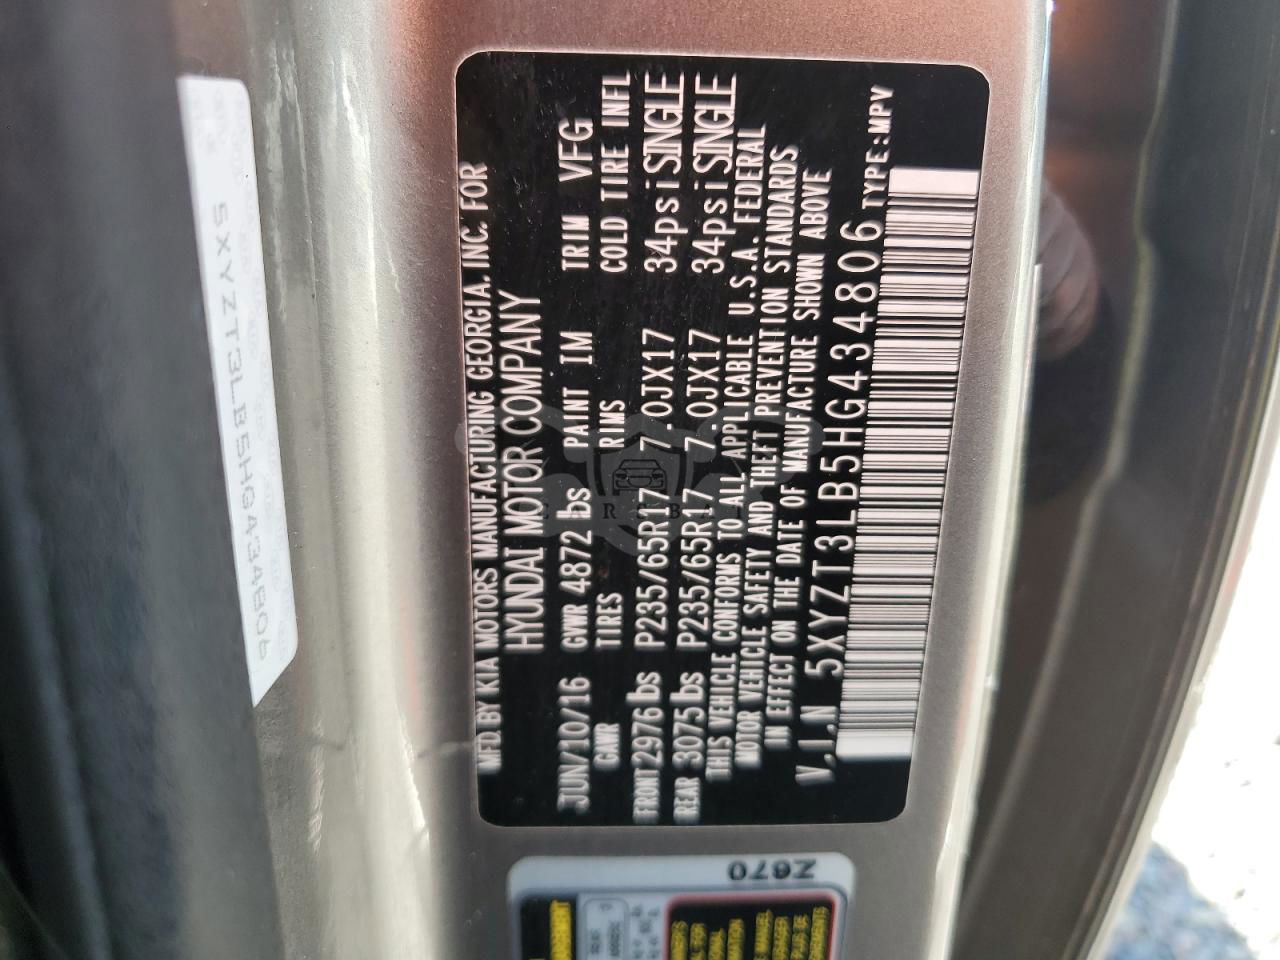 MFD. BY KIA MOTORS MANUFACTURING GEORGIA, INC. FOR
HYUNDAI MOTOR COMPANY
JUN/10/16 GVWR 4872 lbs PAINT IM TRIM VFG
GAWR TIRES RIMS COLD TIRE INFL
FRONT 2976 lbs P235/65R17 7.0JX17 34psi SINGLE
REAR 3075 lbs P235/65R17 7.0JX17 34psi SINGLE
THIS VEHICLE CONFORMS TO ALL APPLICABLE U.S.A. FEDERAL
MOTOR VEHICLE SAFETY AND THEFT PREVENTION STANDARDS
IN EFFECT ON THE DATE OF MANUFACTURE SHOWN ABOVE
V.I.N 5XYZT3LB5HG434806 TYPE:MPV
5XYZT3LB5HG434806
Z670